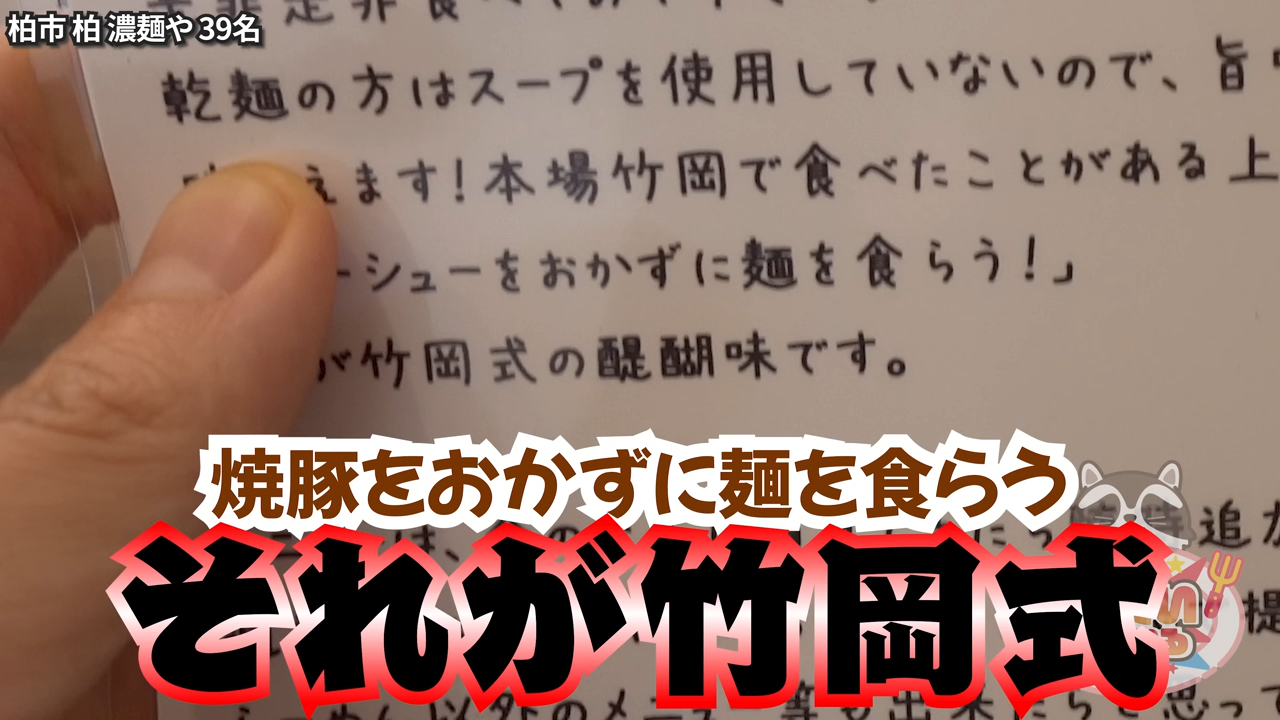 柏市 柏 濃麺や 39名
乾麺の方はスープを使用していないので、旨
えます!本場竹岡で食べたことがある上
ーシューをおかずに麺を食らう!」
が竹岡式の醍醐味です。
焼豚をおかずに麺を食らう
それが竹岡式